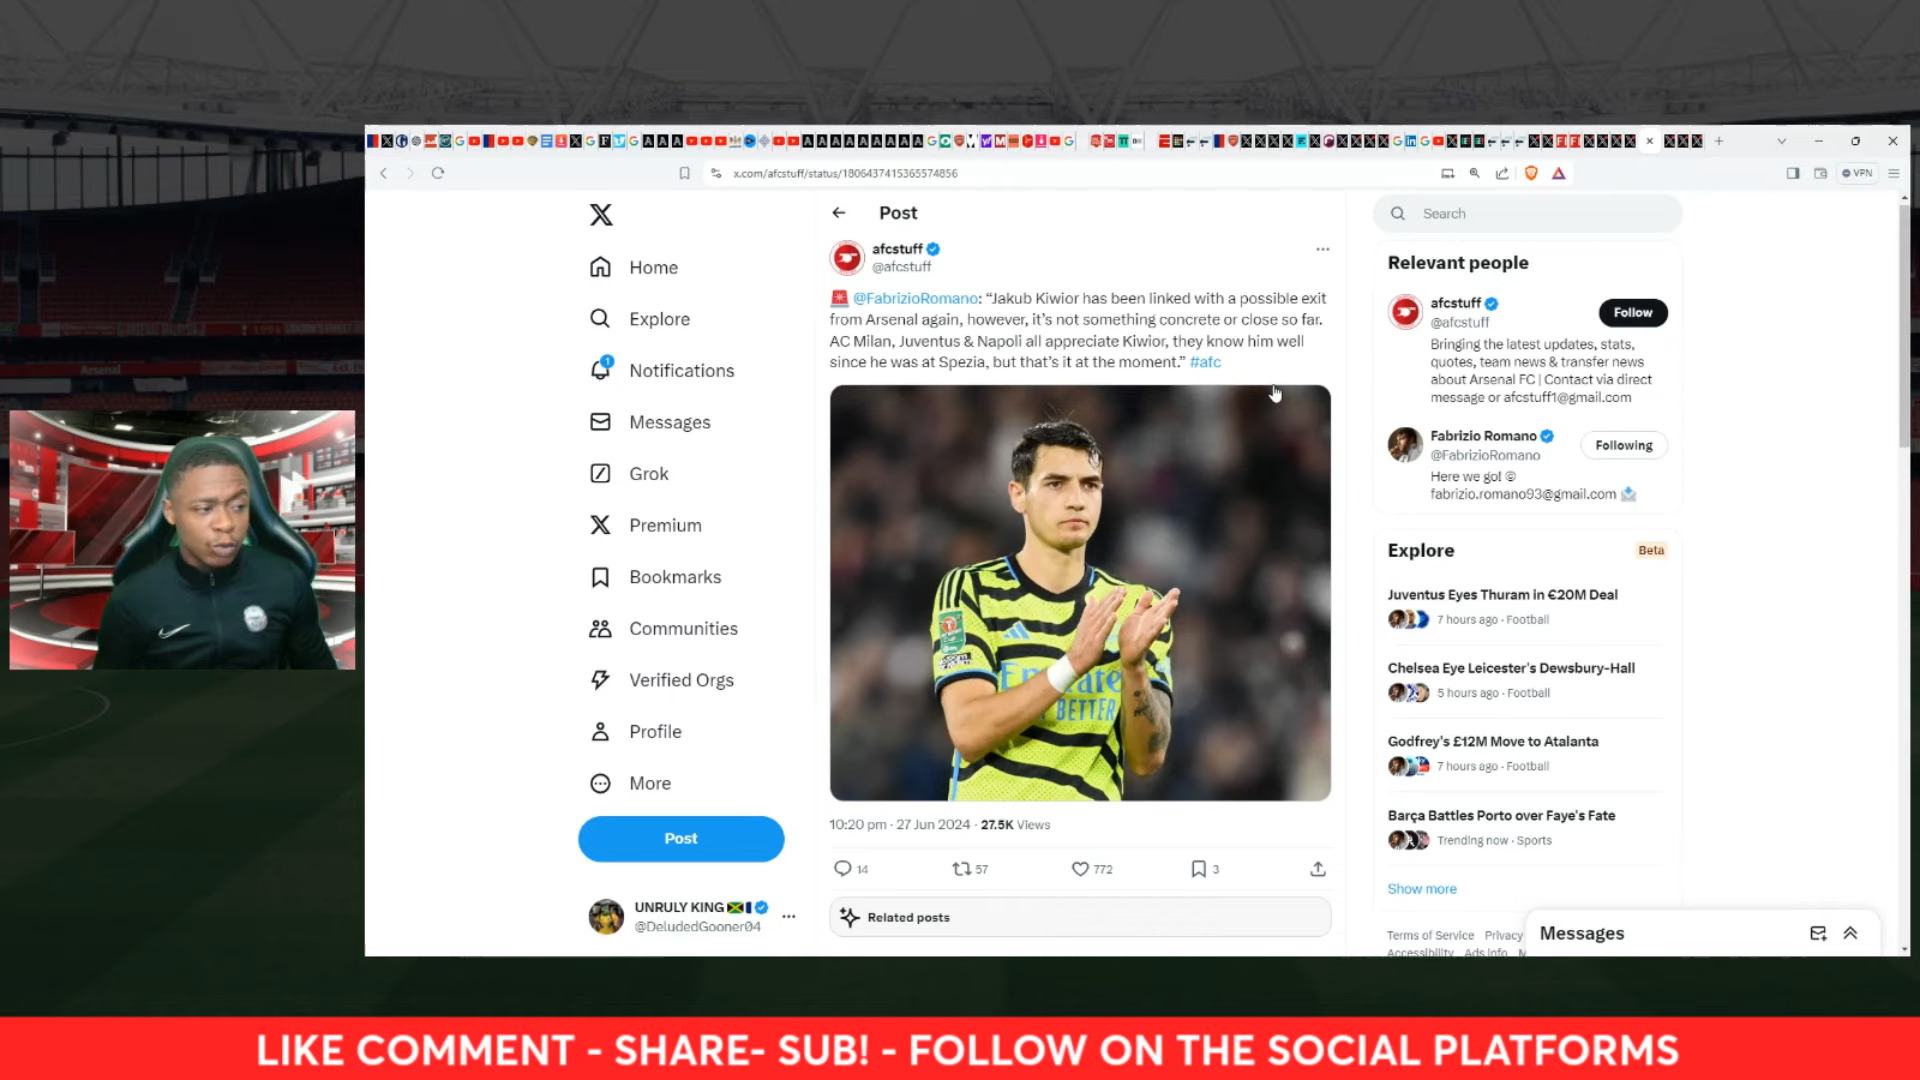 x.com/afcstuff/status/1806437415365574856
VPN
Home
Explore
1
Notifications
Messages
Grok
Premium
Bookmarks
Communities
Verified Orgs
Profile
More
Post
UNRULY KING
@DeludedGooner04
Post
afcstuff
@afcstuff
@FabrizioRomano: “Jakub Kiwior has been linked with a possible exit
from Arsenal again, however, it’s not something concrete or close so far.
AC Milan, Juventus & Napoli all appreciate Kiwior, they know him well
since he was at Spezia, but that’s it at the moment.” #afc
Emirates
BETTER
10:20 pm · 27 Jun 2024 · 27.5K Views
14
57
772
3
Related posts
Search
Relevant people
afcstuff
@afcstuff
Follow
Bringing the latest updates, stats,
quotes, team news & transfer news
about Arsenal FC | Contact via direct
message or afcstuff1@gmail.com
Fabrizio Romano
@FabrizioRomano
Following
Here we go! ©
fabrizio.romano93@gmail.com
Explore
Beta
Juventus Eyes Thuram in €20M Deal
7 hours ago · Football
Chelsea Eye Leicester's Dewsbury-Hall
5 hours ago · Football
Godfrey's £12M Move to Atalanta
7 hours ago · Football
Barça Battles Porto over Faye's Fate
Trending now · Sports
Show more
Terms of Service Privacy
Accessibility Ads info
Messages
Arsenal
LIKE COMMENT - SHARE- SUB! - FOLLOW ON THE SOCIAL PLATFORMS